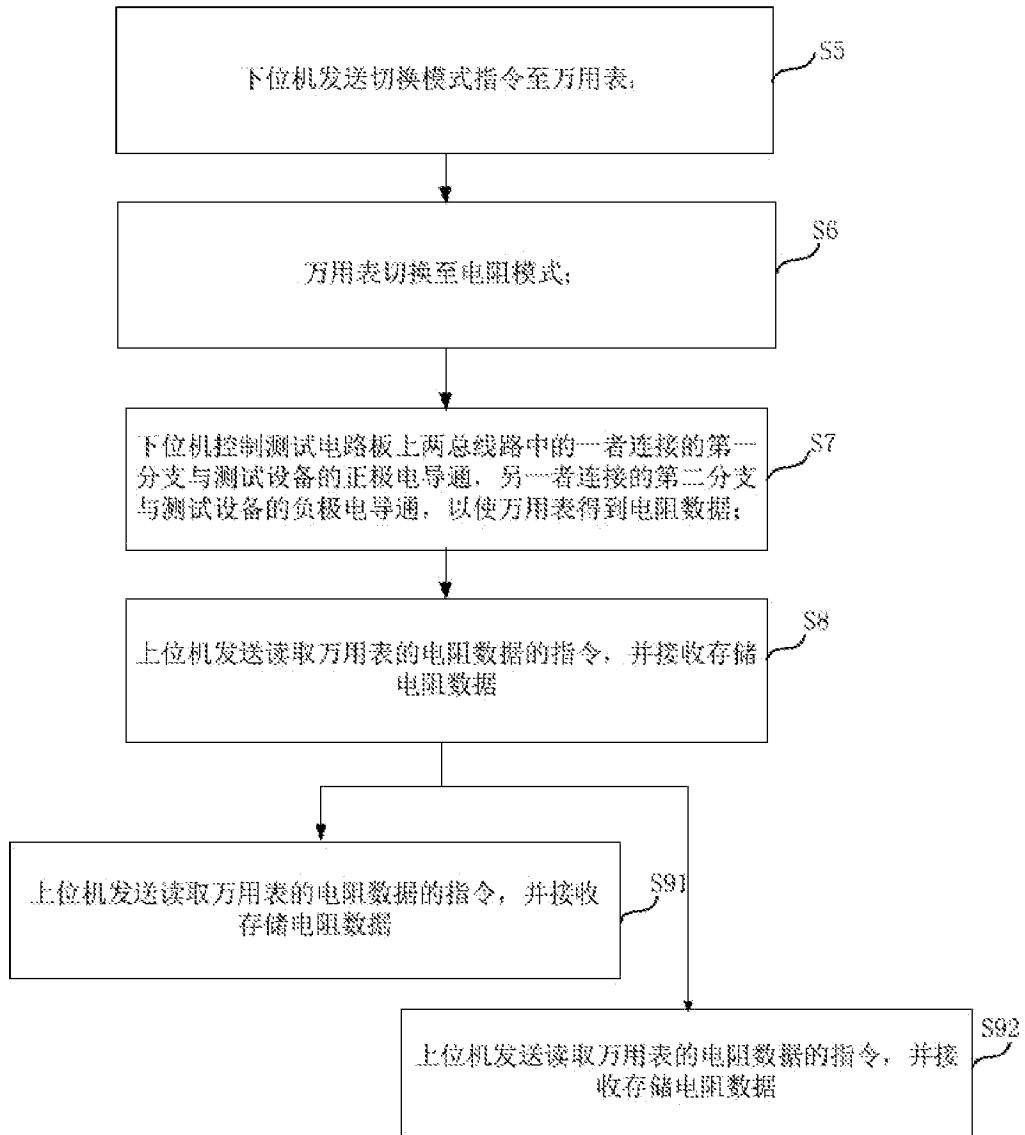 下位机发送切换模式指令至万用表;
S5
万用表切换至电阻模式;
S6
下位机控制测试电路板上两总线路中的一者连接的第一
分支与测试设备的正极电导通，另一者连接的第二分支
与测试设备的负极电导通，以使万用表得到电阻数据;
S7
上位机发送读取万用表的电阻数据的指令，并接收存储
电阻数据
S8
上位机发送读取万用表的电阻数据的指令，并接收
存储电阻数据
S91
上位机发送读取万用表的电阻数据的指令，并接
收存储电阻数据
S92